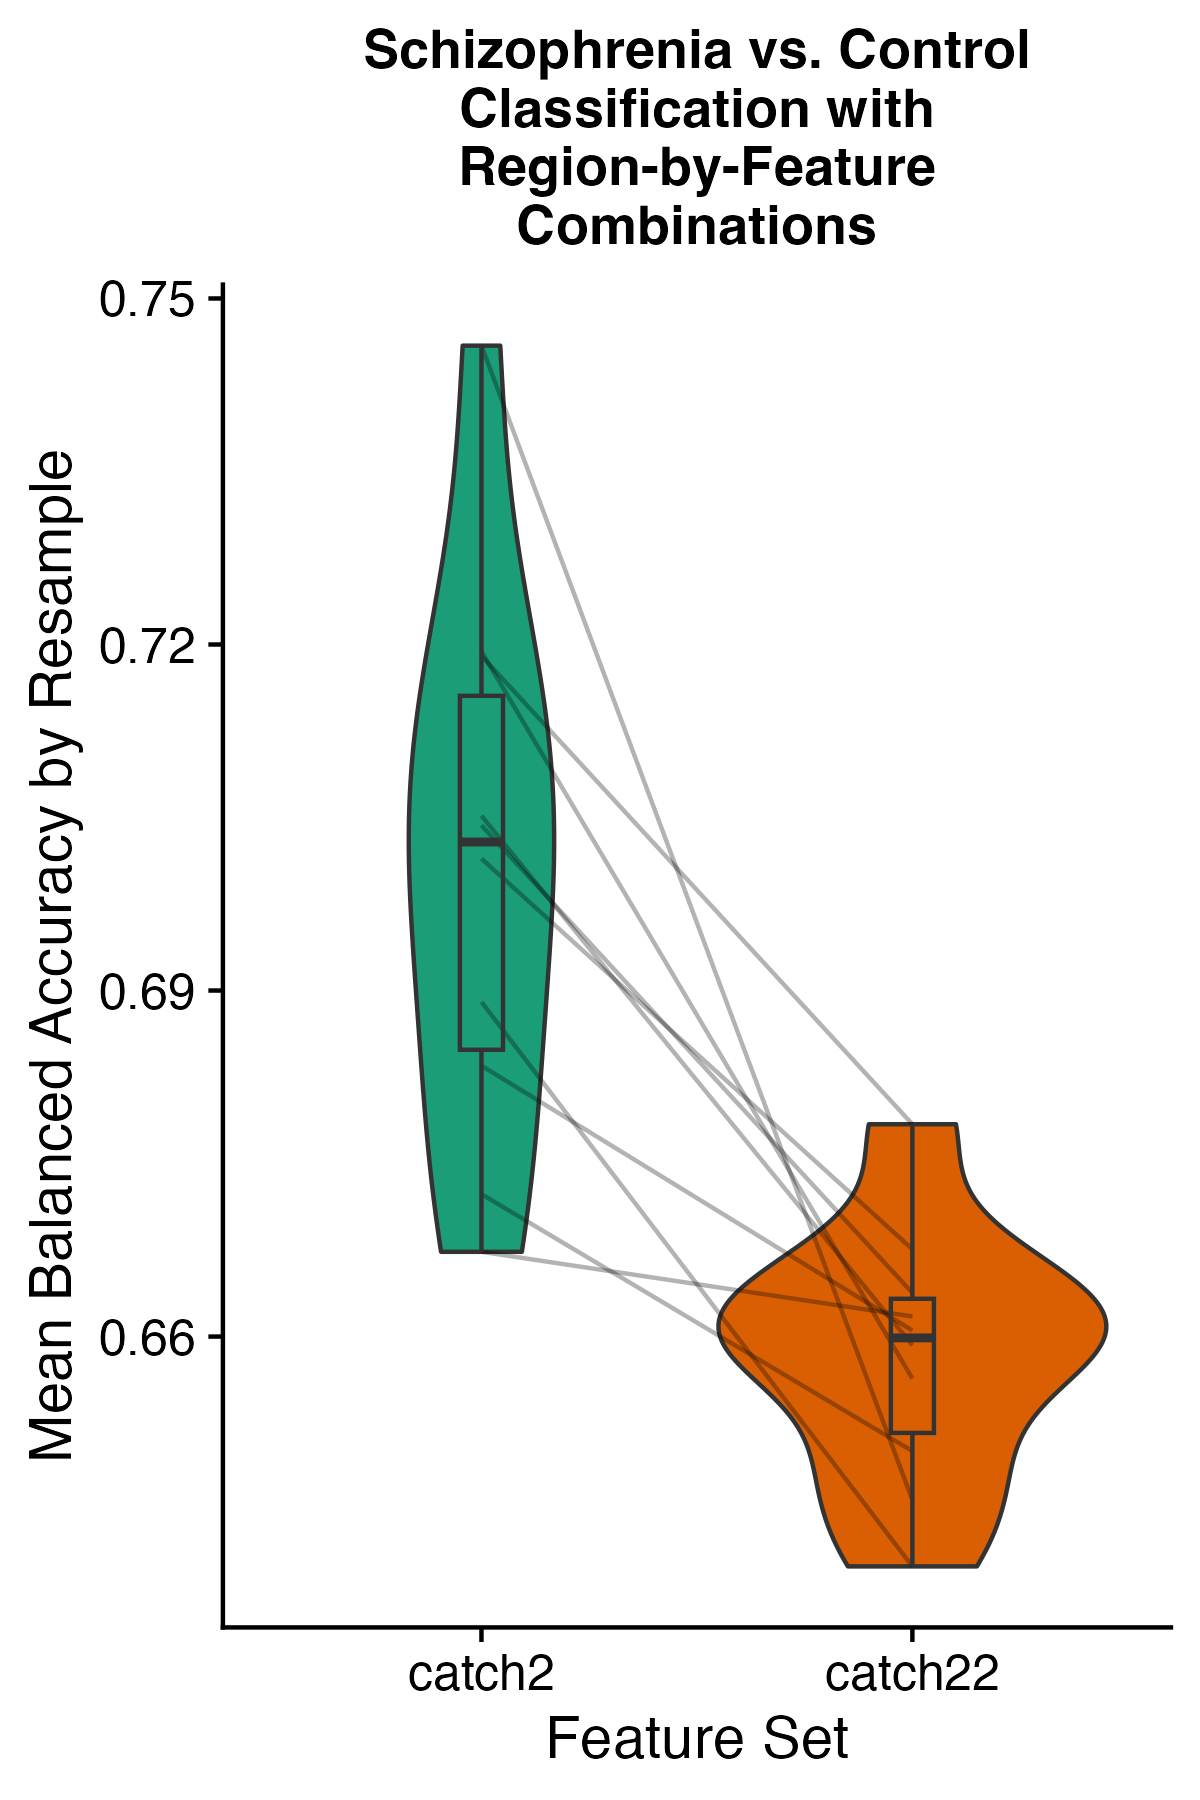 Schizophrenia vs. Control
Classification with
Region-by-Feature
Combinations
Mean Balanced Accuracy by Resample
0.75
0.72
0.69
0.66
catch2
catch22
Feature Set